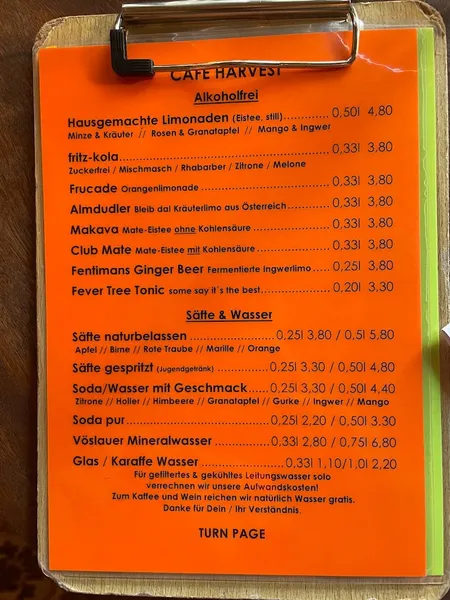 CAFE HARVEST
Alkoholfrei
Hausgemachte Limonaden (Eistee, still)............ 0,50l 4,80
Minze & Kräuter // Rosen & Granatapfel // Mango & Ingwer
fritz-kola......................................................... 0,33l 3.80
Zuckerfrei / Mischmasch / Rhabarber / Zitrone / Melone
Frucade Orangenlimonade ............................... 0,33l 3,80
Almdudler Bleib dal Kräuterlimo aus Österreich........ 0,33l 3,80
Makava Mate-Eistee ohne Kohlensäure ................ 0,33l 3,80
Club Mate Mate-Eistee mit Kohlensäure ................ 0,33l 3,80
Fentimans Ginger Beer Fermentierte Ingwerlimo ..... 0,25l 3,80
Fever Tree Tonic some say it´s the best................... 0,20l 3,30
Säfte & Wasser
Säfte naturbelassen ...................... 0,25l 3,80 / 0,5l 5,80
Apfel // Birne // Rote Traube // Marille // Orange
Säfte gespritzt (Jugendgetränk) ............. 0,25l 3.30 / 0,50l 4,80
Soda/Wasser mit Geschmack...... 0,25l 3,30 / 0,50l 4,40
Zitrone // Holler // Himbeere // Granatapfel // Gurke // Ingwer // Mango
Soda pur.................................... 0,25l 2,20 / 0,50l 3.30
Vöslauer Mineralwasser .............. 0.33l 2,80 / 0,75l 6,80
Glas / Karaffe Wasser .................... 0,33l 1,10/1,0l 2,20
Für gefiltertes & gekühltes Leitungswasser solo
verrechnen wir unsere Aufwandskosten!
Zum Kaffee und Wein reichen wir natürlich Wasser gratis.
Danke für Dein / Ihr Verständnis.
TURN PAGE